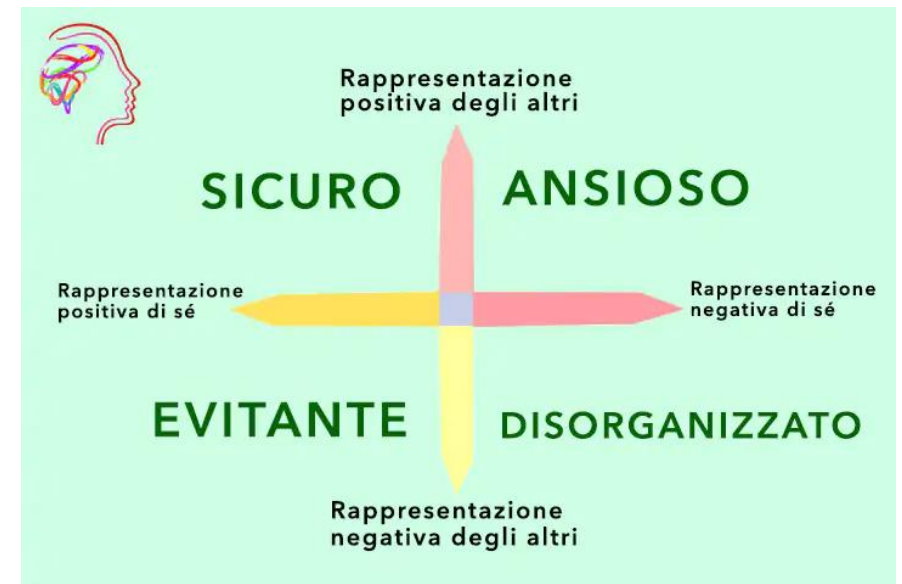 Rappresentazione
positiva degli altri
SICURO
ANSIOSO
Rappresentazione
positiva di sé
Rappresentazione
negativa di sé
EVITANTE
DISORGANIZZATO
Rappresentazione
negativa degli altri